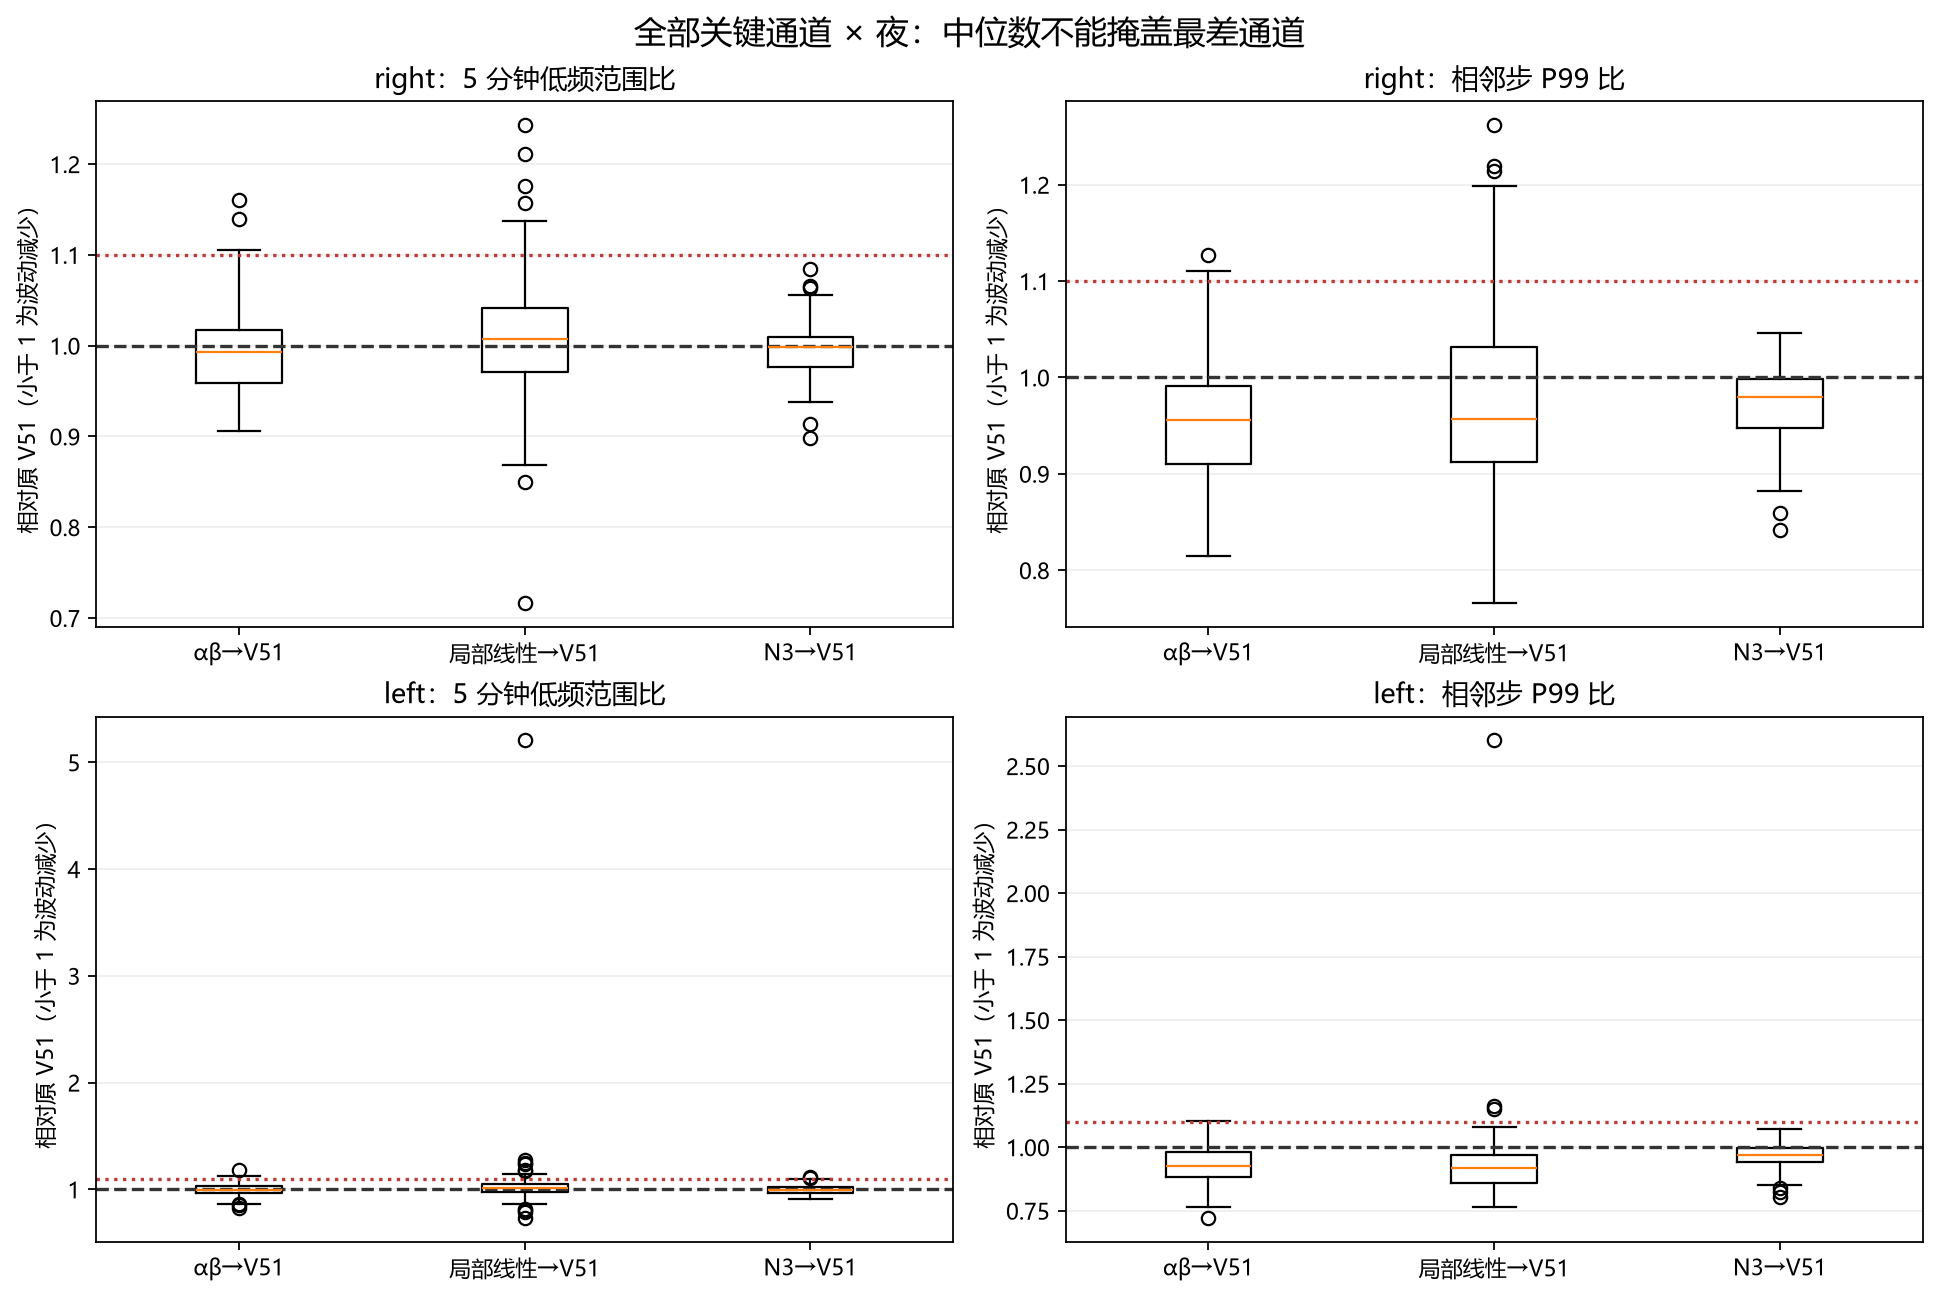 全部关键通道 × 夜：中位数不能掩盖最差通道
right：5 分钟低频范围比
相对原 V51（小于 1 为波动减少）
1.2
1.1
1.0
0.9
0.8
0.7
αβ→V51
局部线性→V51
N3→V51
right：相邻步 P99 比
相对原 V51（小于 1 为波动减少）
1.2
1.1
1.0
0.9
0.8
αβ→V51
局部线性→V51
N3→V51
left：5 分钟低频范围比
相对原 V51（小于 1 为波动减少）
5
4
3
2
1
αβ→V51
局部线性→V51
N3→V51
left：相邻步 P99 比
相对原 V51（小于 1 为波动减少）
2.50
2.25
2.00
1.75
1.50
1.25
1.00
0.75
αβ→V51
局部线性→V51
N3→V51